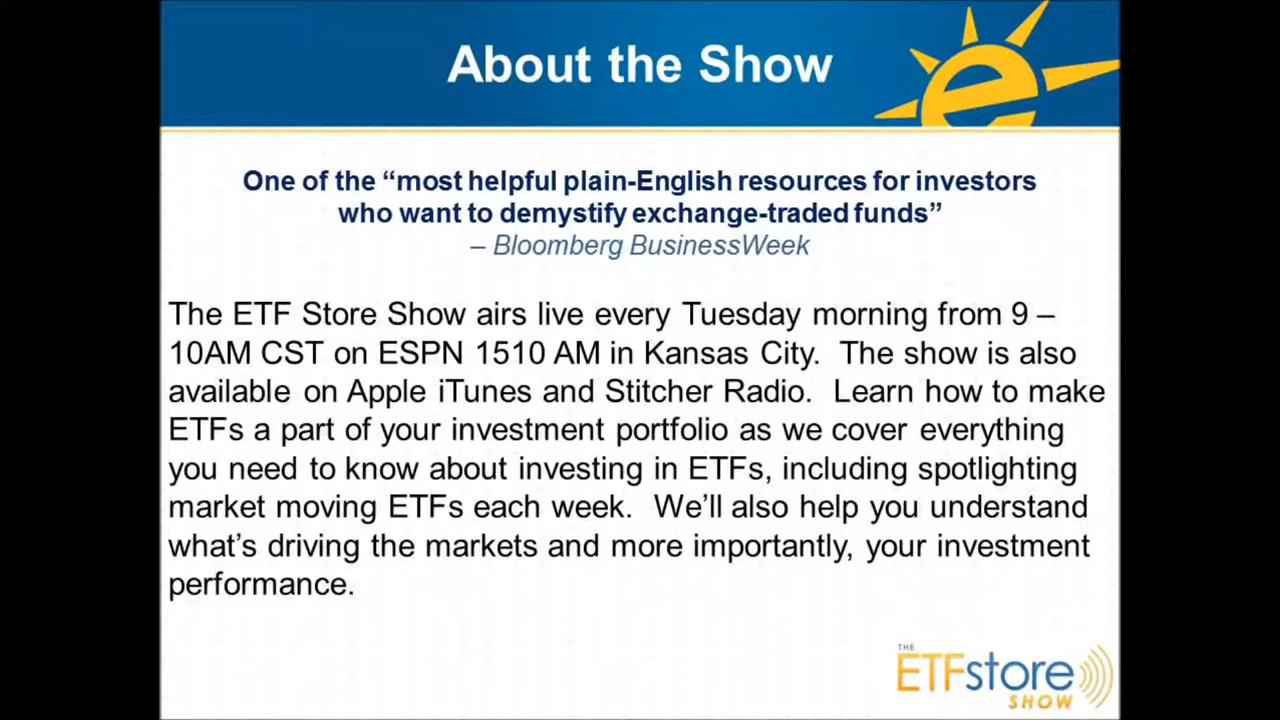 About the Show
One of the “most helpful plain-English resources for investors
who want to demystify exchange-traded funds”
– Bloomberg BusinessWeek
The ETF Store Show airs live every Tuesday morning from 9 –
10AM CST on ESPN 1510 AM in Kansas City.  The show is also
available on Apple iTunes and Stitcher Radio.  Learn how to make
ETFs a part of your investment portfolio as we cover everything
you need to know about investing in ETFs, including spotlighting
market moving ETFs each week.  We’ll also help you understand
what’s driving the markets and more importantly, your investment
performance.
THE
ETFstore
SHOW